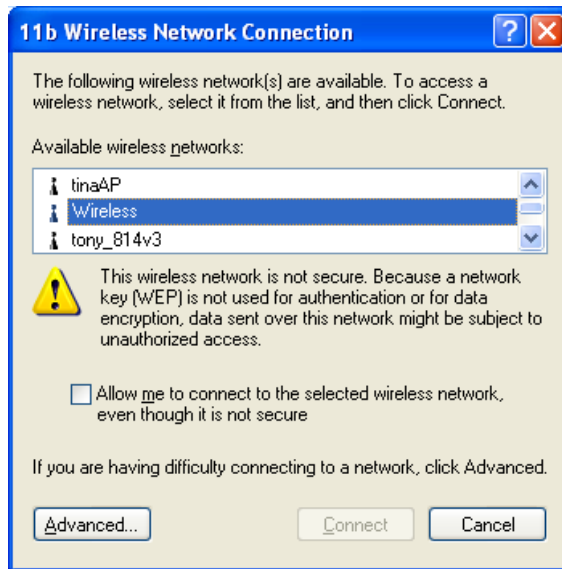 11b Wireless Network Connection
The following wireless network(s) are available. To access a
wireless network, select it from the list, and then click Connect.
Available wireless networks:
tinaAP
Wireless
tony_814v3
This wireless network is not secure. Because a network
key (WEP) is not used for authentication or for data
encryption, data sent over this network might be subject to
unauthorized access.
Allow me to connect to the selected wireless network,
even though it is not secure
If you are having difficulty connecting to a network, click Advanced.
Advanced... Connect Cancel